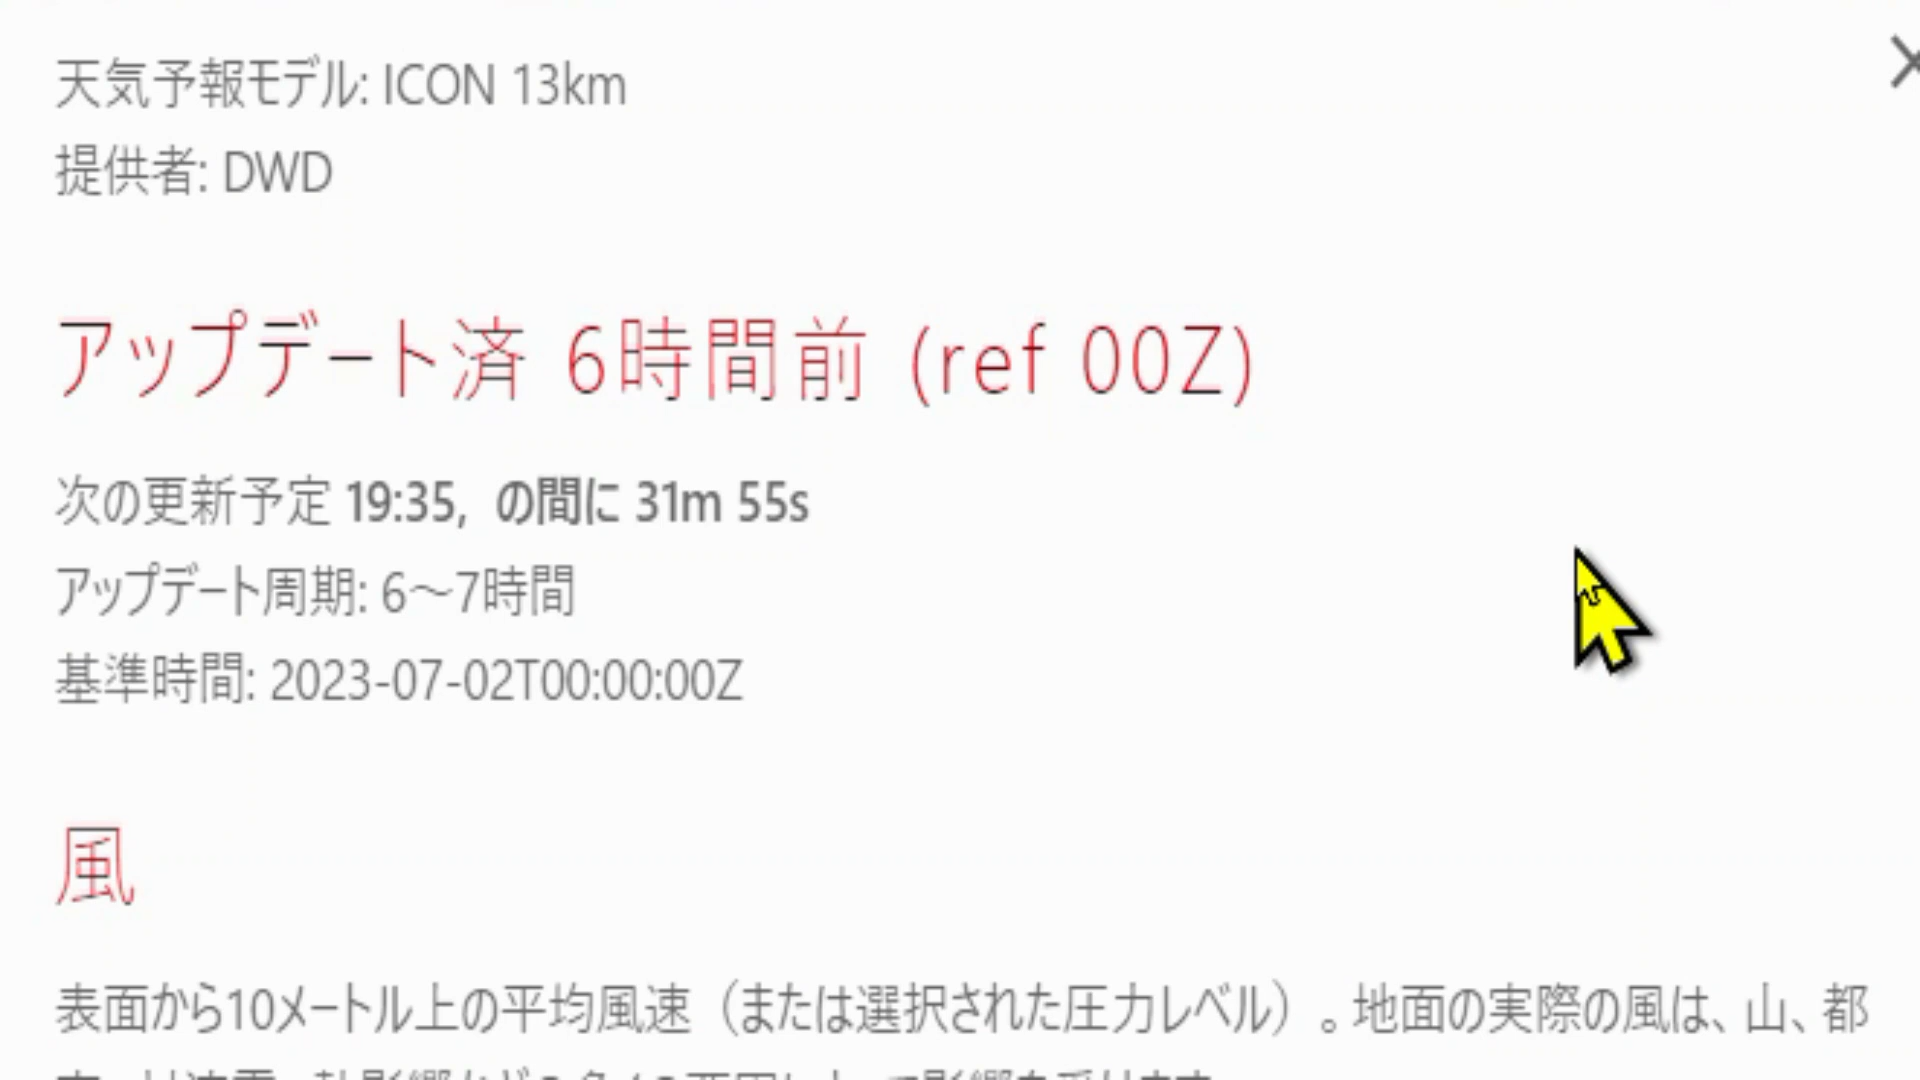 天気予報モデル: ICON 13km
提供者: DWD
アップデート済 6時間前 (ref 00Z)
次の更新予定 19:35, の間に 31m 55s
アップデート周期: 6〜7時間
基準時間: 2023-07-02T00:00:00Z
風
表面から10メートル上の平均風速（または選択された圧力レベル）。地面の実際の風は、山、都